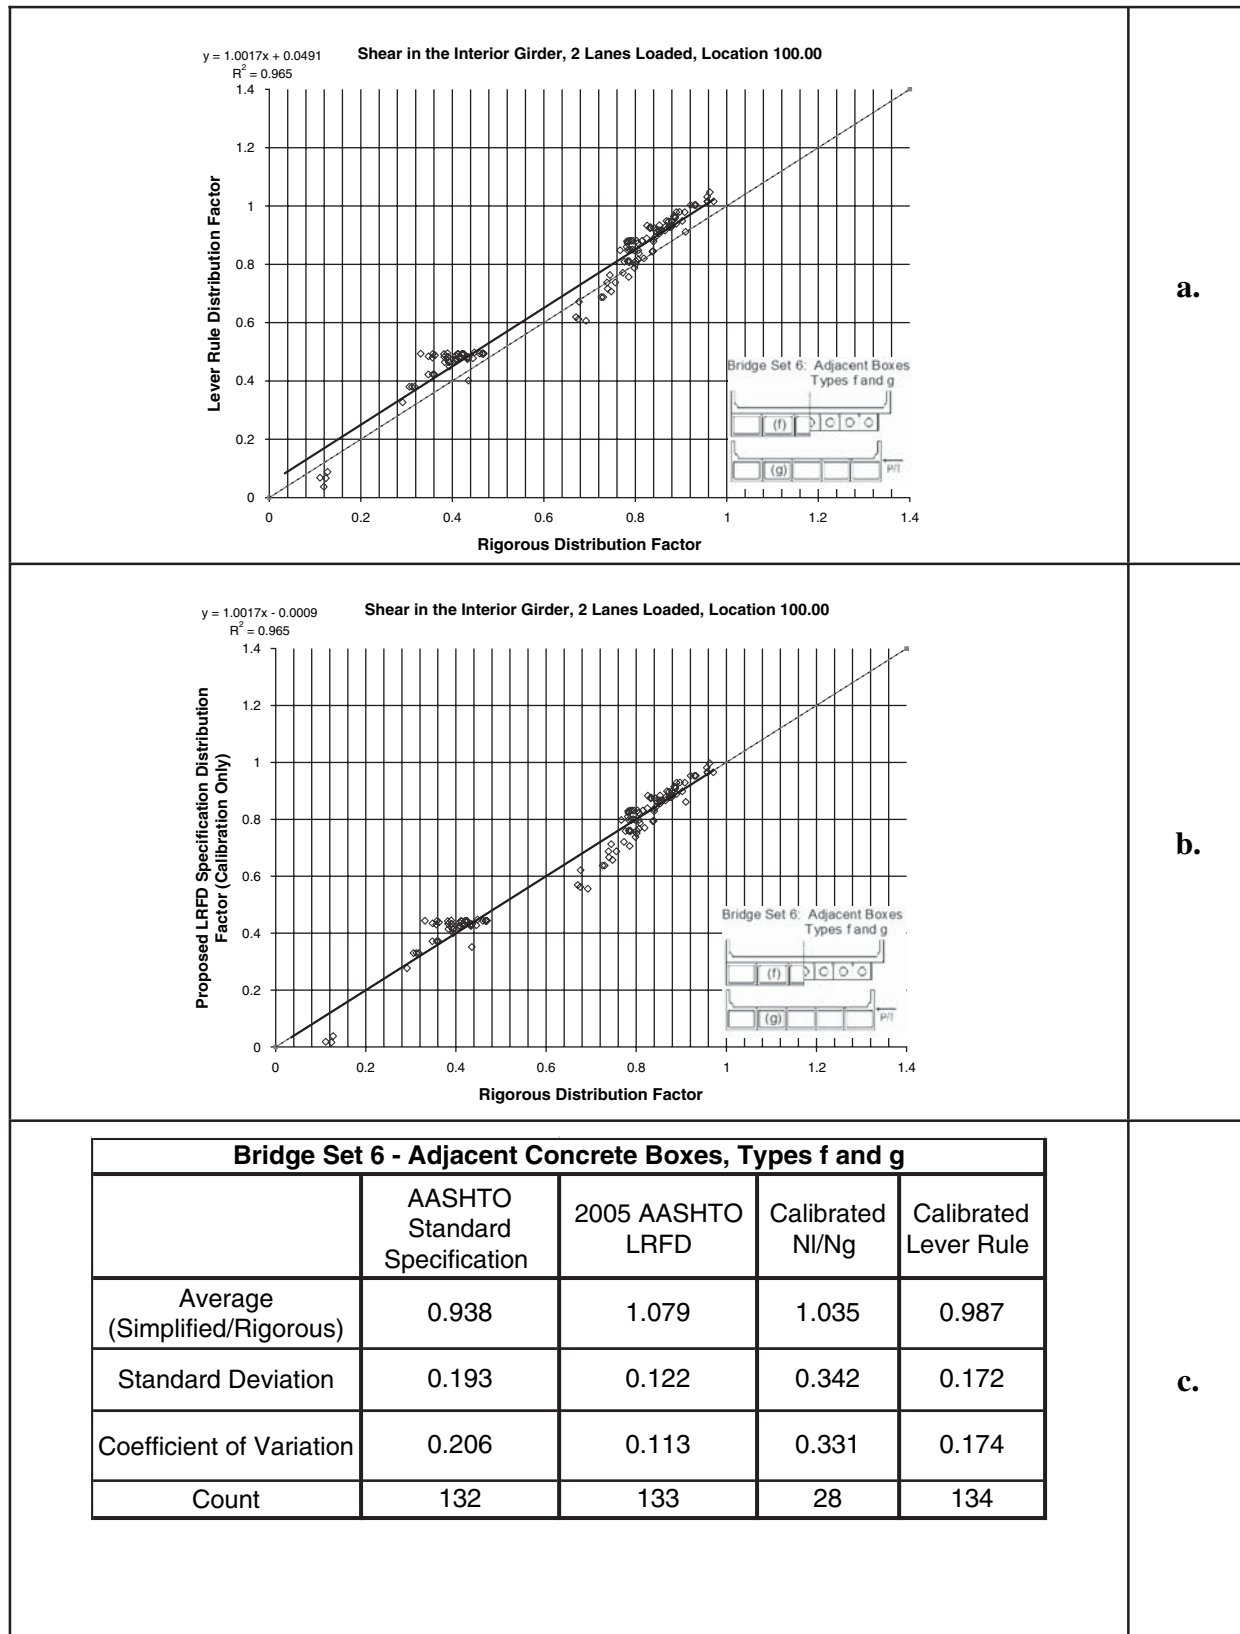 y = 1.0017x + 0.0491
R2 = 0.965
Shear in the Interior Girder, 2 Lanes Loaded, Location 100.00
1.4
1.2
1
0.8
0.6
0.4
0.2
0
Lever Rule Distribution Factor
0 0.2 0.4 0.6 0.8 1 1.2 1.4
Rigorous Distribution Factor
Bridge Set 6: Adjacent Boxes
Types f and g
(f)
(g)
P/T
a.
y = 1.0017x - 0.0009
R2 = 0.965
Shear in the Interior Girder, 2 Lanes Loaded, Location 100.00
1.4
1.2
1
0.8
0.6
0.4
0.2
0
Proposed LRFD Specification Distribution
Factor (Calibration Only)
0 0.2 0.4 0.6 0.8 1 1.2 1.4
Rigorous Distribution Factor
Bridge Set 6: Adjacent Boxes
Types f and g
(f)
(g)
P/T
b.
Bridge Set 6 - Adjacent Concrete Boxes, Types f and g
AASHTO
Standard
Specification
2005 AASHTO
LRFD
Calibrated
Nl/Ng
Calibrated
Lever Rule
Average
(Simplified/Rigorous)
0.938 1.079 1.035 0.987
Standard Deviation 0.193 0.122 0.342 0.172
Coefficient of Variation 0.206 0.113 0.331 0.174
Count 132 133 28 134
c.